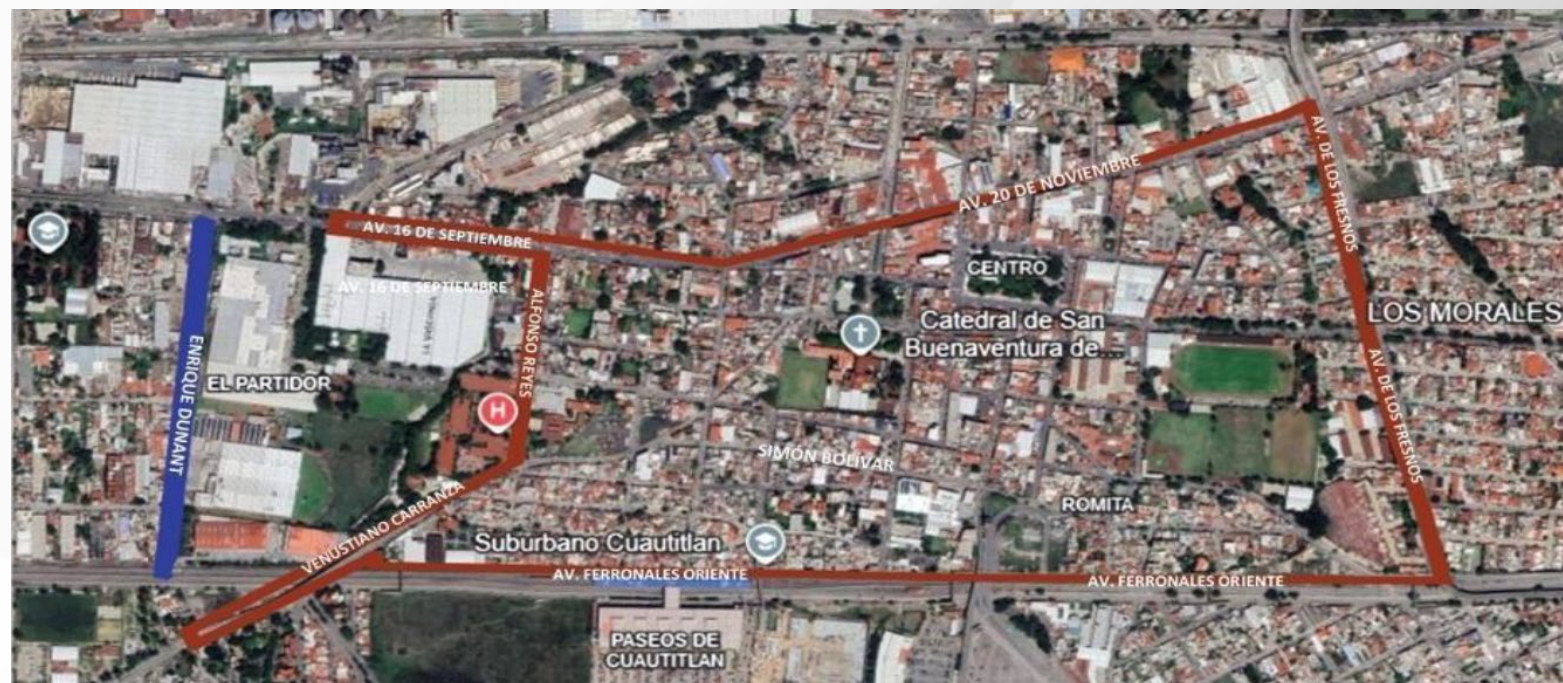 AV. 20 DE NOVIEMBRE
AV. DE LOS FRESNOS
AV. 16 DE SEPTIEMBRE
CENTRO
AV. 16 DE SEPTIEMBRE
ALFONSO REYES
Catedral de San
Buenaventura de...
LOS MORALES
ENRIQUE DUNANT
EL PARTIDOR
H
AV. DE LOS FRESNOS
SIMÓN BOLÍVAR
VENUSTIANO CARRANZA
ROMITA
Suburbano Cuautitlan
AV. FERRONALES ORIENTE
AV. FERRONALES ORIENTE
PASEOS DE
CUAUTITLAN